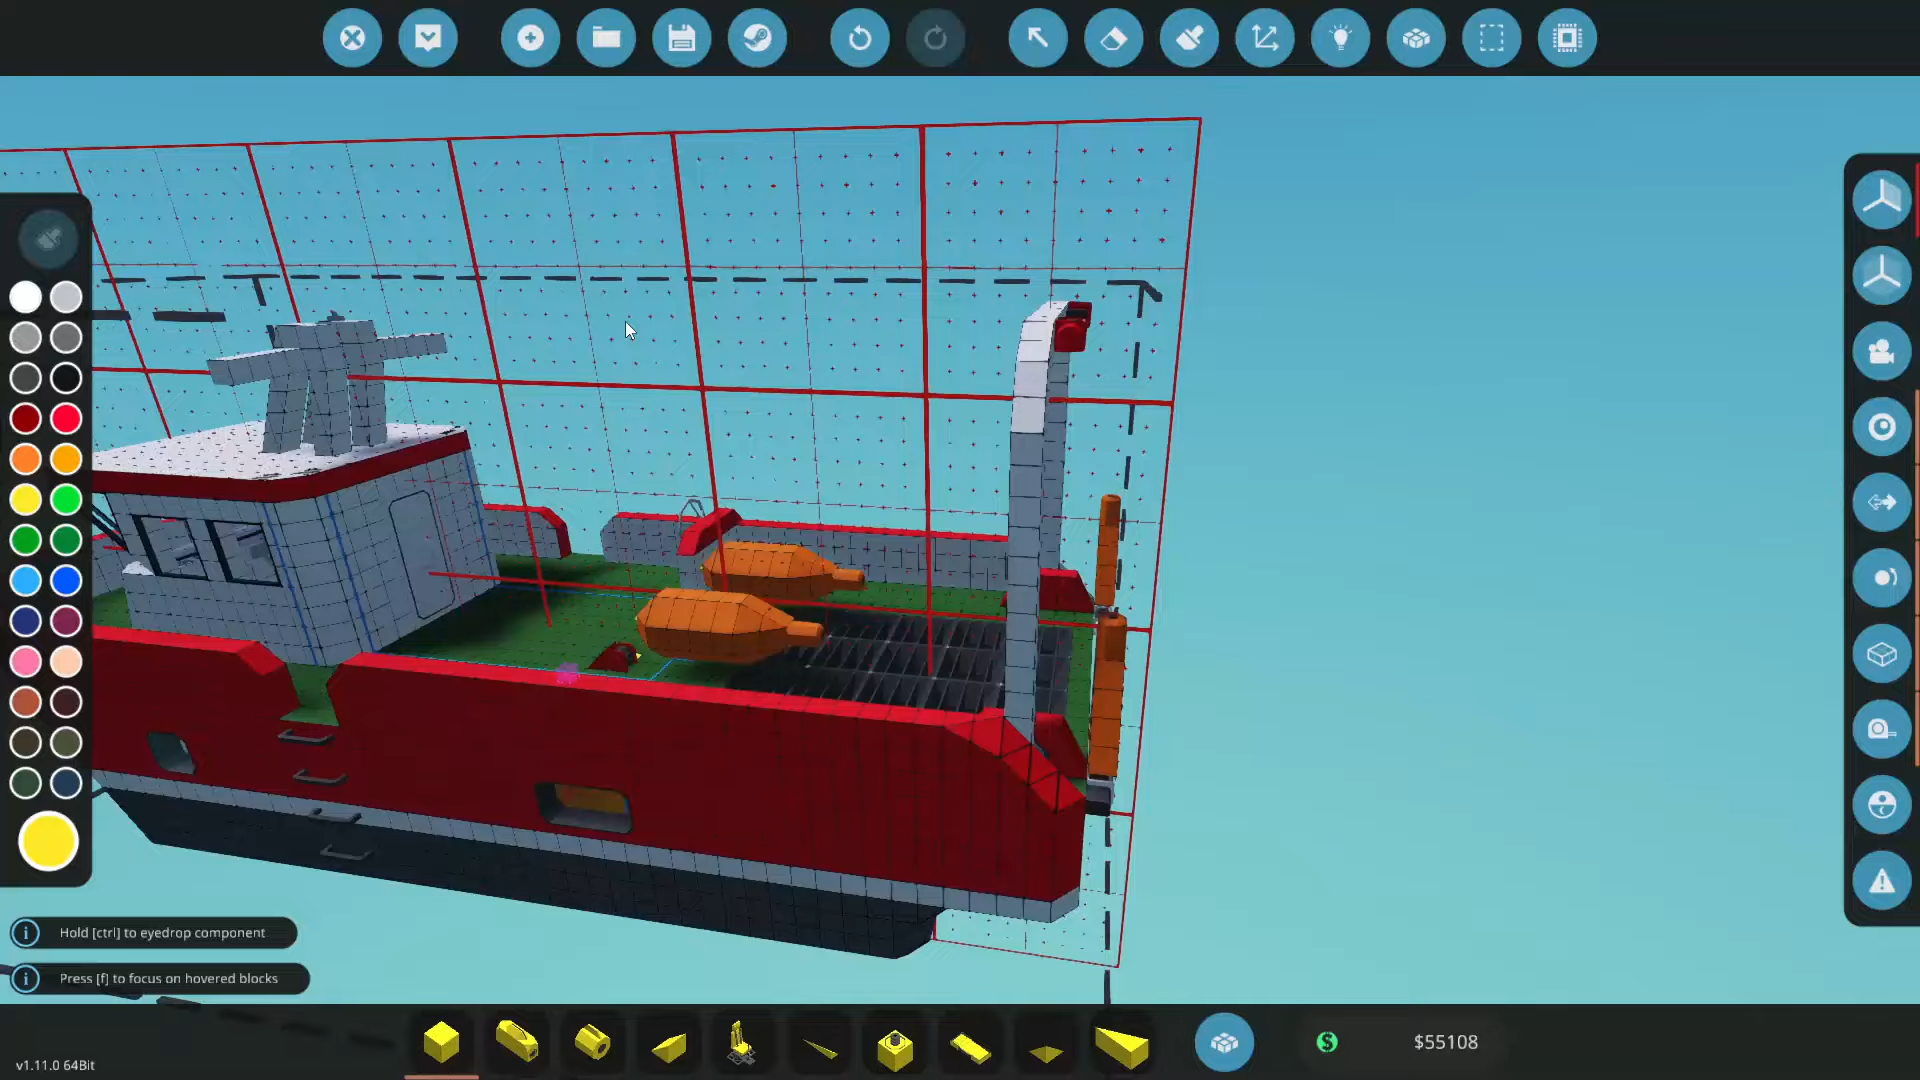 Hold [ctrl] to eyedrop component
Press [f] to focus on hovered blocks
v1.11.0 64Bit
$
$55108